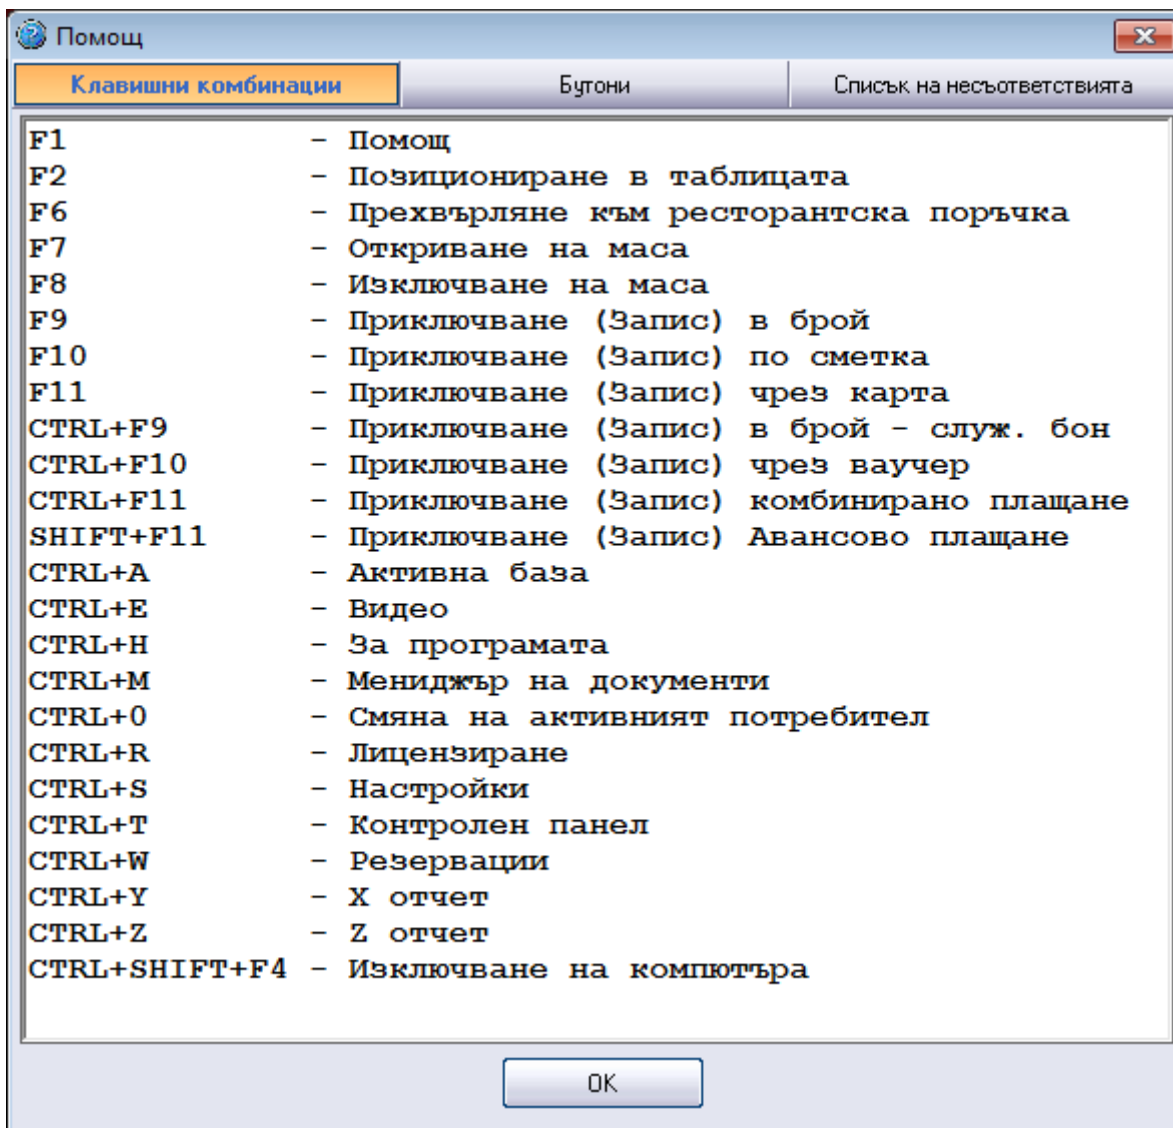 Помощ
Клавишни комбинации
Бутони
Списък на несъответствията
F1 - Помощ
F2 - Позициониране в таблицата
F6 - Прехвърляне към ресторантска поръчка
F7 - Откриване на маса
F8 - Изключване на маса
F9 - Приключване (Запис) в брой
F10 - Приключване (Запис) по сметка
F11 - Приключване (Запис) чрез карта
CTRL+F9 - Приключване (Запис) в брой - служ. бон
CTRL+F10 - Приключване (Запис) чрез ваучер
CTRL+F11 - Приключване (Запис) комбинирано плащане
SHIFT+F11 - Приключване (Запис) Авансово плащане
CTRL+A - Активна база
CTRL+E - Видео
CTRL+H - За програмата
CTRL+M - Мениджър на документи
CTRL+0 - Смяна на активният потребител
CTRL+R - Лицензиране
CTRL+S - Настройки
CTRL+T - Контролен панел
CTRL+W - Резервации
CTRL+Y - X отчет
CTRL+Z - Z отчет
CTRL+SHIFT+F4 - Изключване на компютъра
OK